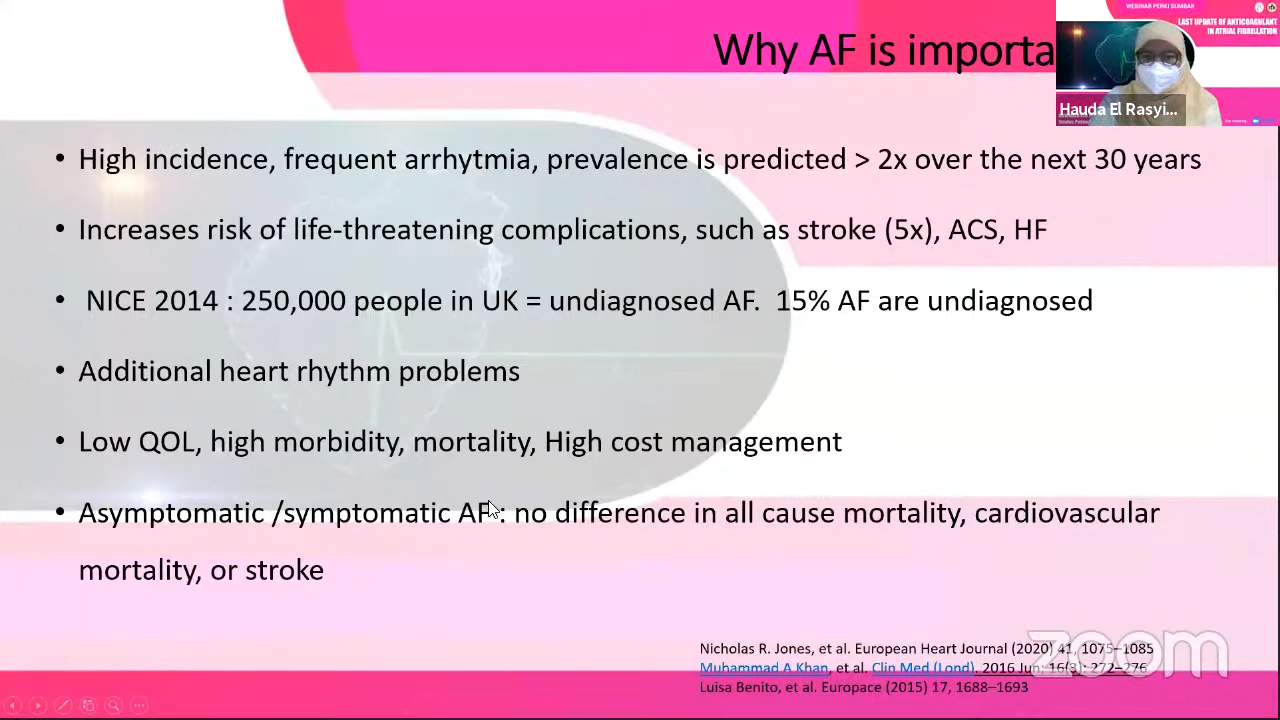 WEBINAR PERKI SUMBAR
LAST UPDATE OF ANTICOAGULANT
IN ATRIAL FIBRILLATION
Why AF is importa
Hauda El Rasyi...
• High incidence, frequent arrhytmia, prevalence is predicted > 2x over the next 30 years
• Increases risk of life-threatening complications, such as stroke (5x), ACS, HF
• NICE 2014 : 250,000 people in UK = undiagnosed AF. 15% AF are undiagnosed
• Additional heart rhythm problems
• Low QOL, high morbidity, mortality, High cost management
• Asymptomatic /symptomatic AF : no difference in all cause mortality, cardiovascular
mortality, or stroke
Nicholas R. Jones, et al. European Heart Journal (2020) 41, 1075–1085
Muhammad A Khan, et al. Clin Med (Lond). 2016 Jun; 16(3): 272–276
Luisa Benito, et al. Europace (2015) 17, 1688–1693
zoom